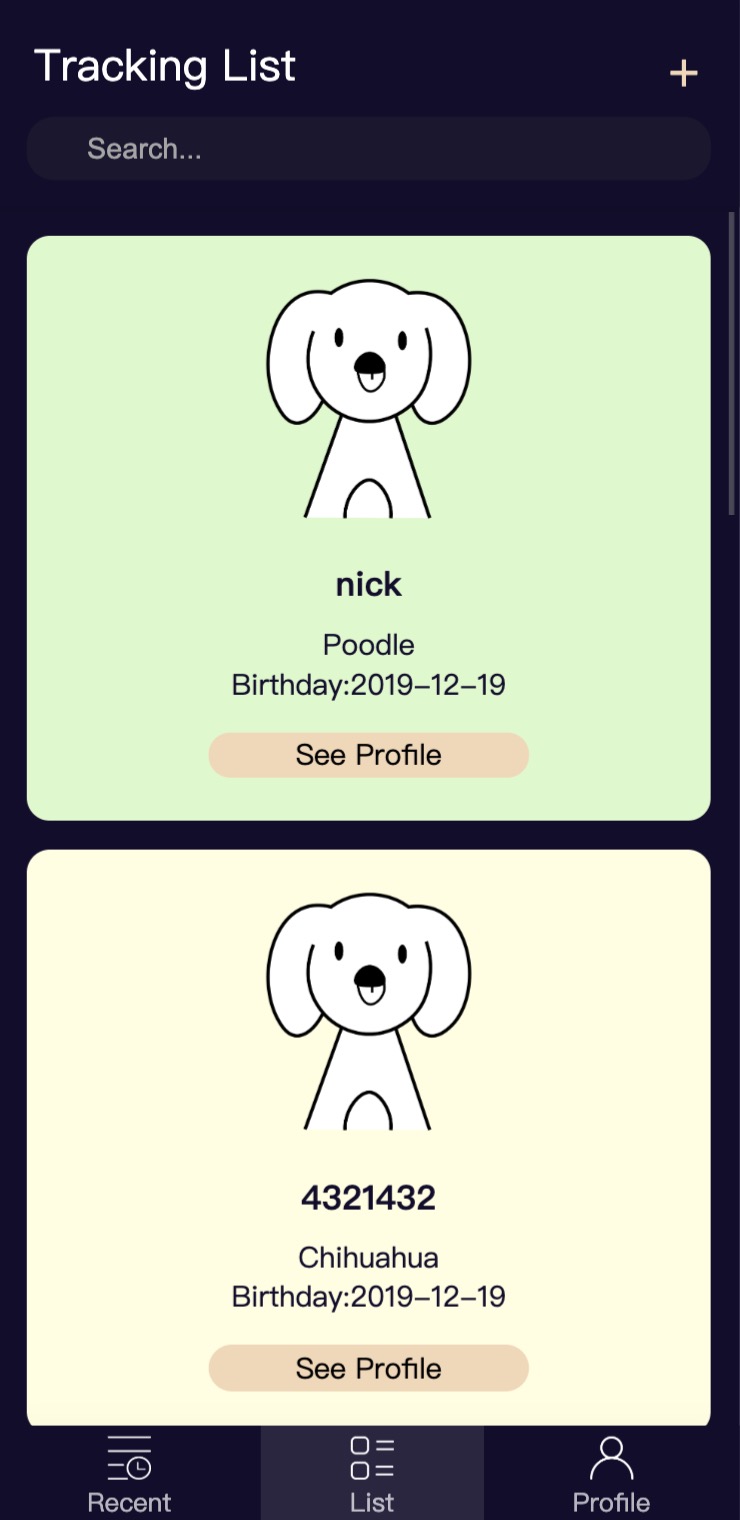 Tracking List
+
Search...
nick
Poodle
Birthday:2019-12-19
See Profile
4321432
Chihuahua
Birthday:2019-12-19
See Profile
Recent
List
Profile